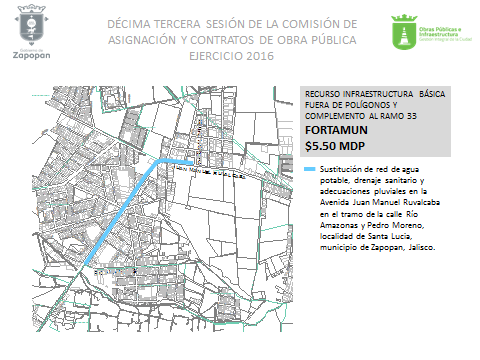 DÉCIMA TERCERA SESIÓN DE LA COMISIÓN DE
ASIGNACIÓN Y CONTRATOS DE OBRA PÚBLICA
EJERCICIO 2016
Zapopan
Obras Públicas e
Infraestructura
RECURSO INFRAESTRUCTURA BÁSICA
FUERA DE POLÍGONOS Y
COMPLEMENTO AL RAMO 33
FORTAMUN
$5.50 MDP
Sustitución de red de agua
potable, drenaje sanitario y
adecuaciones pluviales en la
Avenida Juan Manuel Ruvalcaba
en el tramo de la calle Río
Amazonas y Pedro Moreno,
localidad de Santa Lucia,
municipio de Zapopan, Jalisco.